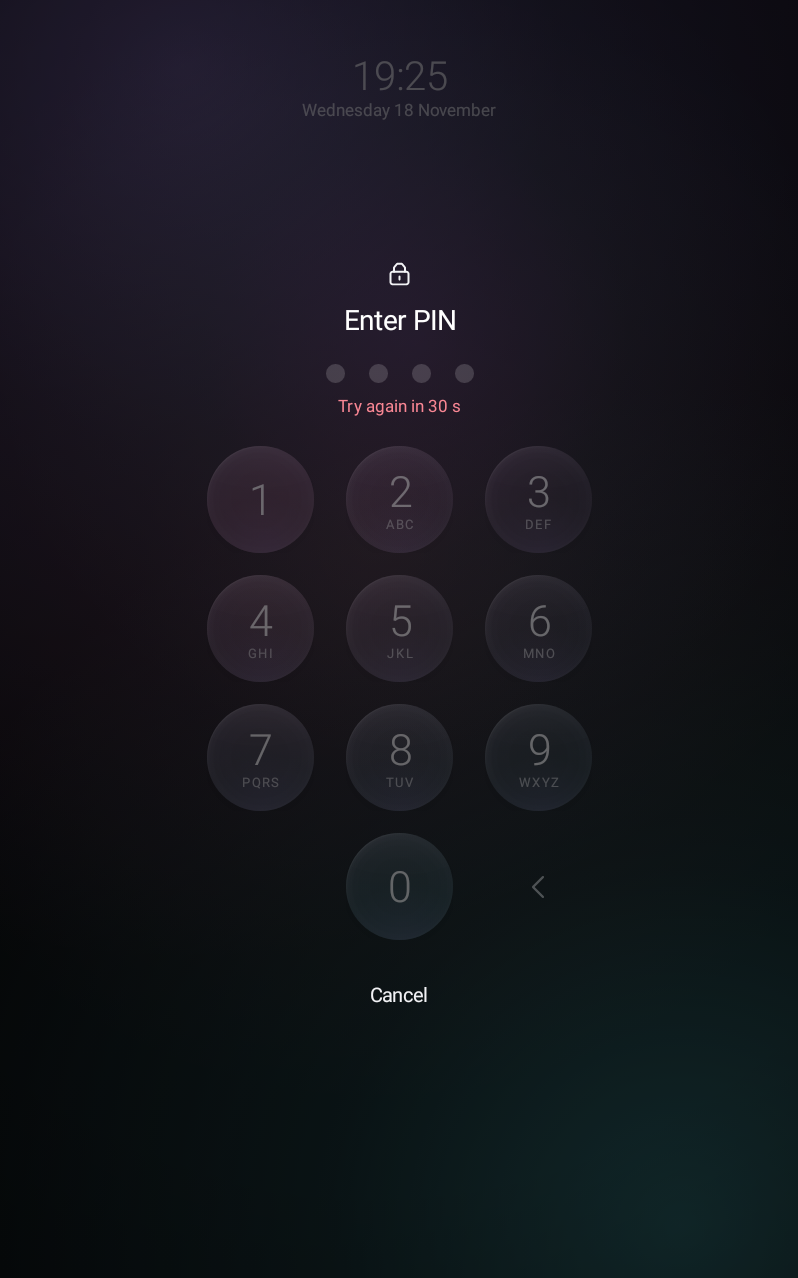 19:25
Wednesday 18 November
Enter PIN
Try again in 30 s
1 2 3
ABC DEF
4 5 6
GHI JKL MNO
7 8 9
PQRS TUV WXYZ
0
Cancel